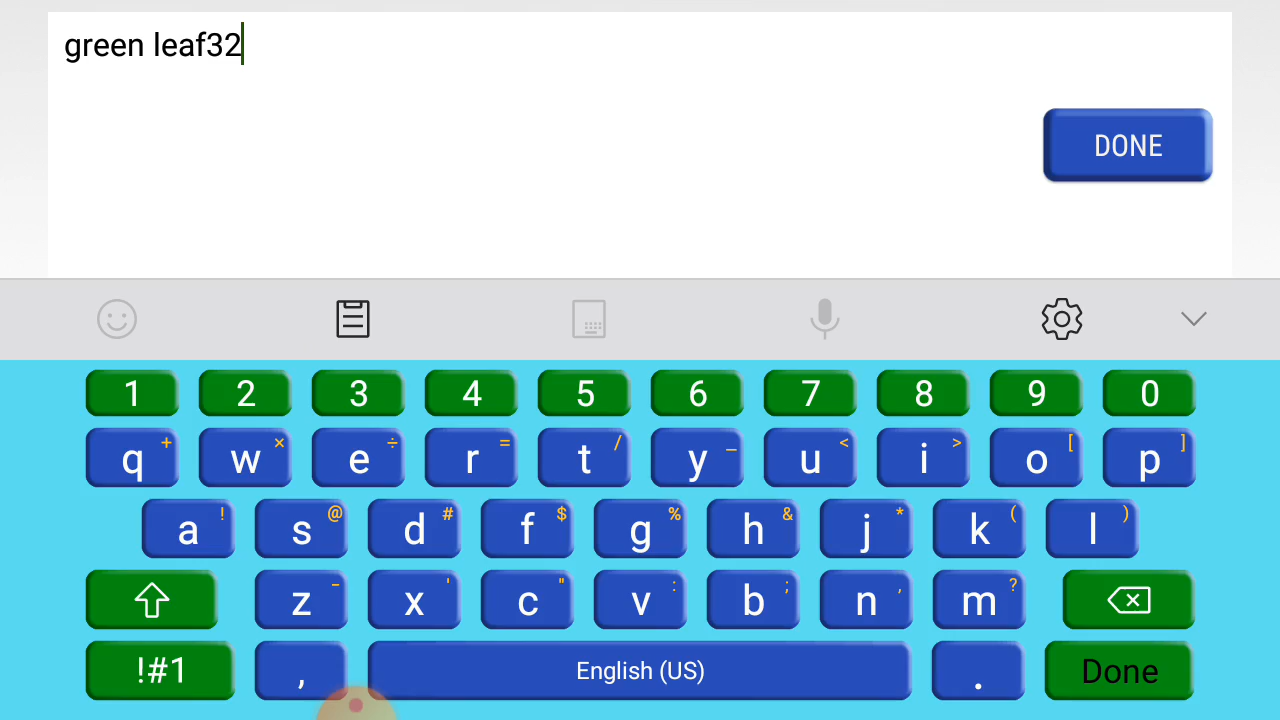 green leaf32
DONE
1 2 3 4 5 6 7 8 9 0
q + w × e ÷ r = t / y _ u < i > o [ p ]
a ! s @ d # f $ g % h & j * k ( l )
z - x ' c " v : b ; n , m ?
!#1 , English (US) . Done